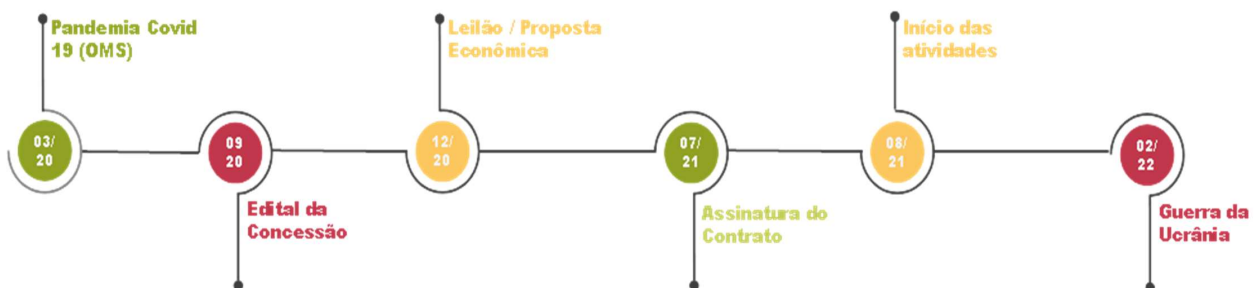 Pandemia Covid
19 (OMS)
03/
20
09
20
Edital da
Concessão
Leilão / Proposta
Econômica
12/
20
07/
21
Assinatura do
Contrato
Início das
atividades
08/
21
02/
22
Guerra da
Ucrânia